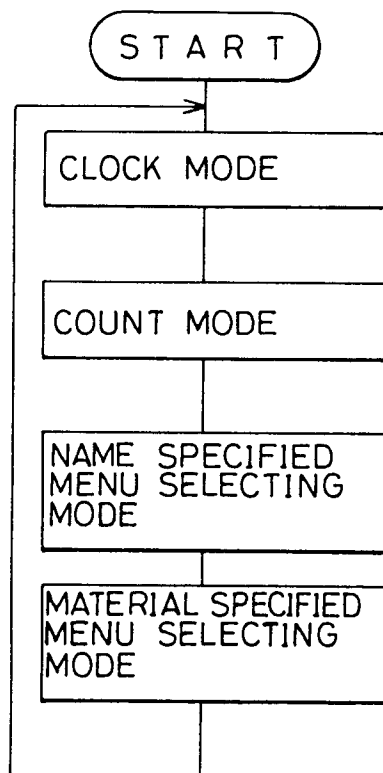 START
CLOCK MODE
COUNT MODE
NAME SPECIFIED
MENU SELECTING
MODE
MATERIAL SPECIFIED
MENU SELECTING
MODE